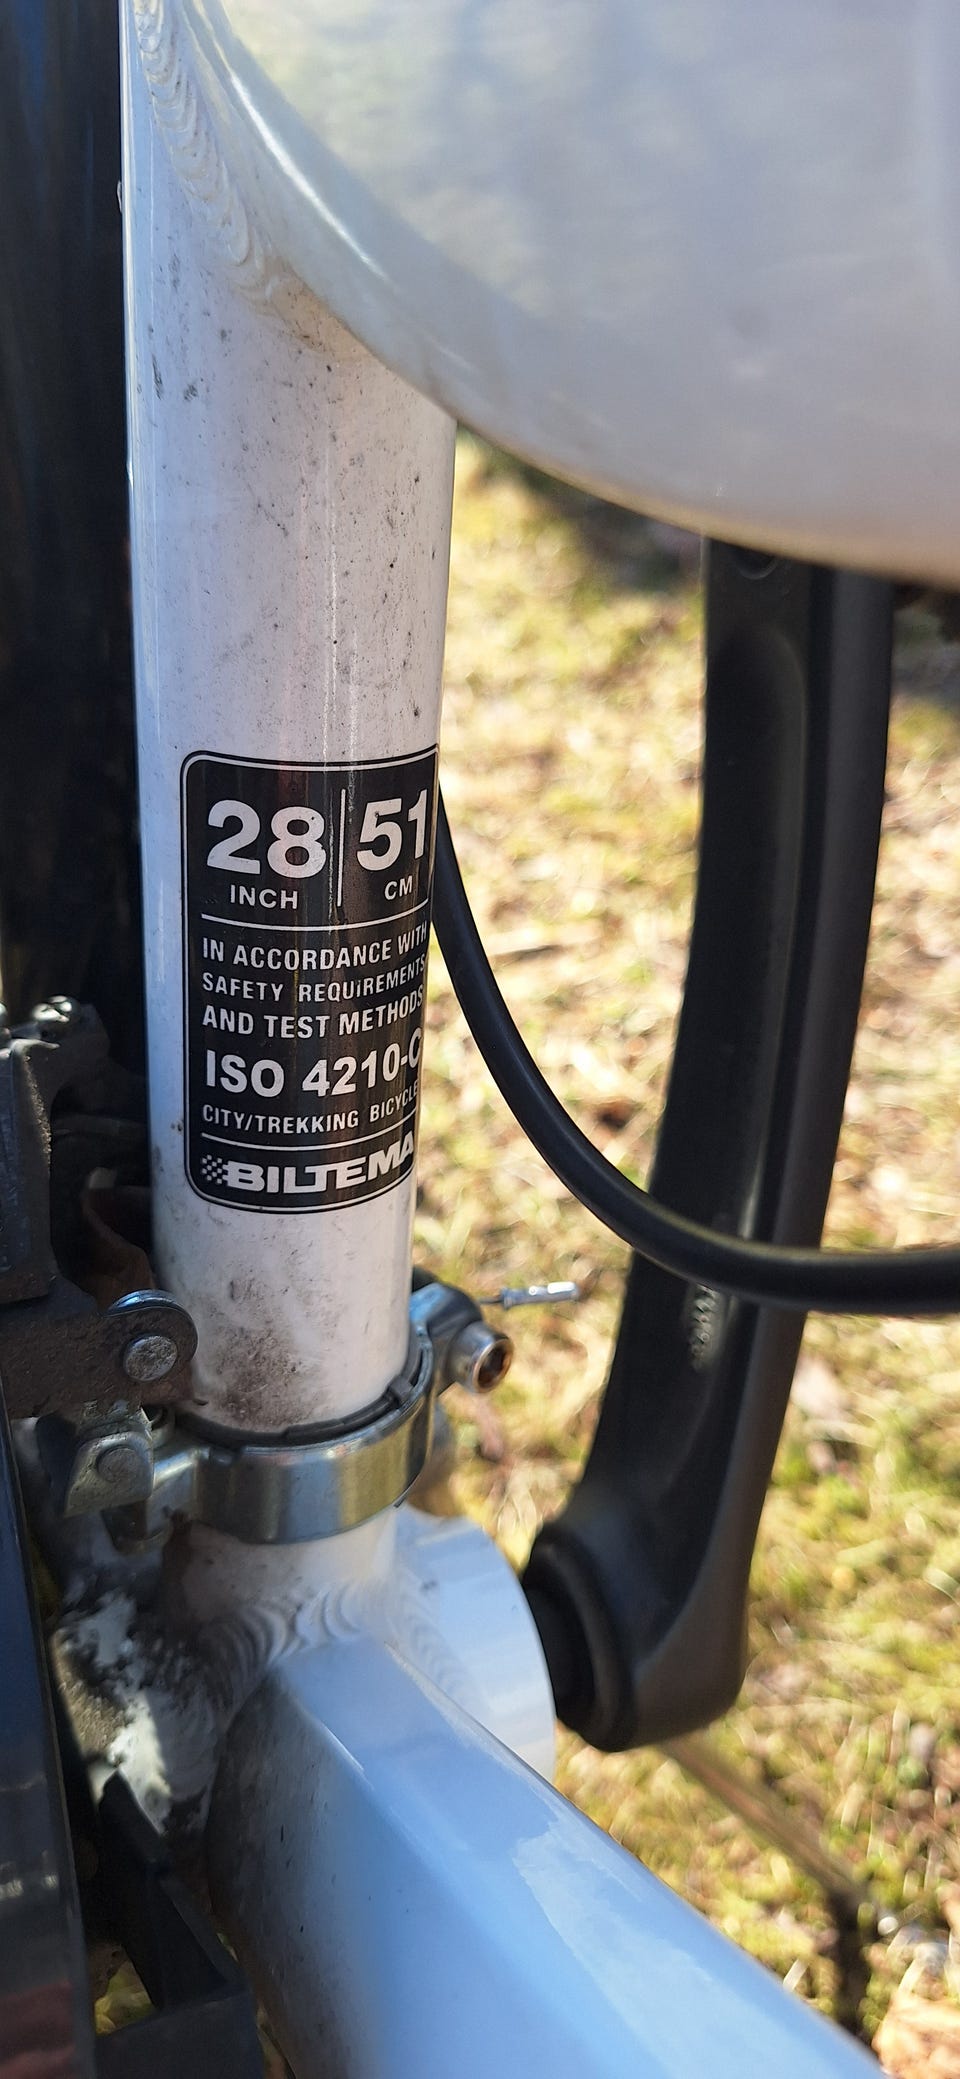 28 | 51
INCH CM
IN ACCORDANCE WITH
SAFETY REQUIREMENTS
AND TEST METHODS
ISO 4210-C
CITY/TREKKING BICYCLE
BILTEMA